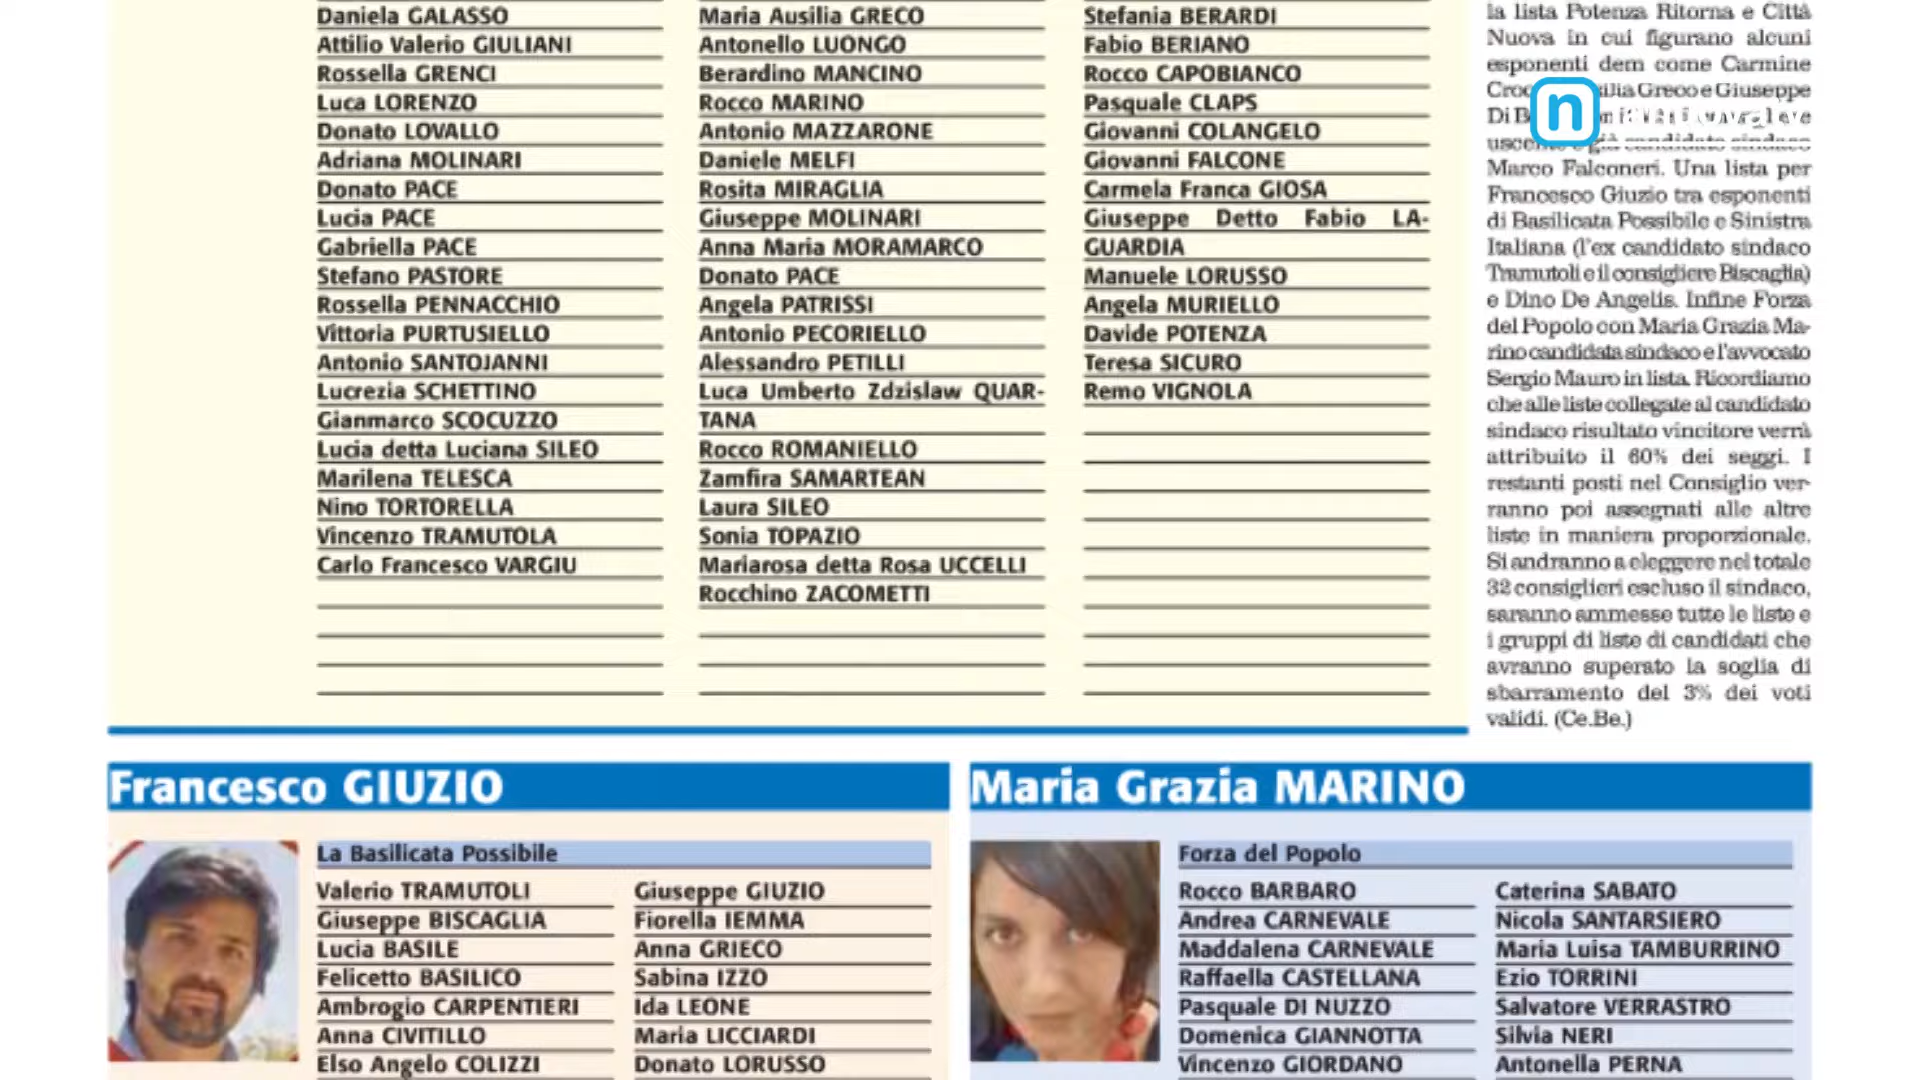 Daniela GALASSO
Attilio Valerio GIULIANI
Rossella GRENCI
Luca LORENZO
Donato LOVALLO
Adriana MOLINARI
Donato PACE
Lucia PACE
Gabriella PACE
Stefano PASTORE
Rossella PENNACCHIO
Vittoria PURTUSIELLO
Antonio SANTOJANNI
Lucrezia SCHETTINO
Gianmarco SCOCUZZO
Lucia detta Luciana SILEO
Marilena TELESCA
Nino TORTORELLA
Vincenzo TRAMUTOLA
Carlo Francesco VARGIU
Maria Ausilia GRECO
Antonello LUONGO
Berardino MANCINO
Rocco MARINO
Antonio MAZZARONE
Daniele MELFI
Rosita MIRAGLIA
Giuseppe MOLINARI
Anna Maria MORAMARCO
Donato PACE
Angela PATRISSI
Antonio PECORIELLO
Alessandro PETILLI
Luca Umberto Zdzislaw QUAR-
TANA
Rocco ROMANIELLO
Zamfira SAMARTEAN
Laura SILEO
Sonia TOPAZIO
Mariarosa detta Rosa UCCELLI
Rocchino ZACOMETTI
Stefania BERARDI
Fabio BERIANO
Rocco CAPOBIANCO
Pasquale CLAPS
Giovanni COLANGELO
Giovanni FALCONE
Carmela Franca GIOSA
Giuseppe Detto Fabio LA-
GUARDIA
Manuele LORUSSO
Angela MURIELLO
Davide POTENZA
Teresa SICURO
Remo VIGNOLA
la lista Potenza Ritorna e Città
Nuova in cui figurano alcuni
esponenti dem come Carmine
Greco e Giuseppe
n
già candidato sindaco
Marco Falconeri. Una lista per
Francesco Giuzio tra esponenti
di Basilicata Possibile e Sinistra
Italiana (l'ex candidato sindaco
Tramutoli e il consigliere Biscaglia)
e Dino De Angelis. Infine Forza
del Popolo con Maria Grazia Ma-
rino candidata sindaco e l'avvocato
Sergio Mauro in lista. Ricordiamo
che alle liste collegate al candidato
sindaco risultato vincitore verrà
attribuito il 60% dei seggi. I
restanti posti nel Consiglio ver-
ranno poi assegnati alle altre
liste in maniera proporzionale.
Si andranno a eleggere nel totale
32 consiglieri escluso il sindaco,
saranno ammesse tutte le liste e
i gruppi di liste di candidati che
avranno superato la soglia di
sbarramento del 3% dei voti
validi. (Ce.Be.)
Francesco GIUZIO
La Basilicata Possibile
Valerio TRAMUTOLI
Giuseppe BISCAGLIA
Lucia BASILE
Felicetto BASILICO
Ambrogio CARPENTIERI
Anna CIVITILLO
Elso Angelo COLIZZI
Giuseppe GIUZIO
Fiorella IEMMA
Anna GRIECO
Sabina IZZO
Ida LEONE
Maria LICCIARDI
Donato LORUSSO
Maria Grazia MARINO
Forza del Popolo
Rocco BARBARO
Andrea CARNEVALE
Maddalena CARNEVALE
Raffaella CASTELLANA
Pasquale DI NUZZO
Domenica GIANNOTTA
Vincenzo GIORDANO
Caterina SABATO
Nicola SANTARSIERO
Maria Luisa TAMBURRINO
Ezio TORRINI
Salvatore VERRASTRO
Silvia NERI
Antonella PERNA